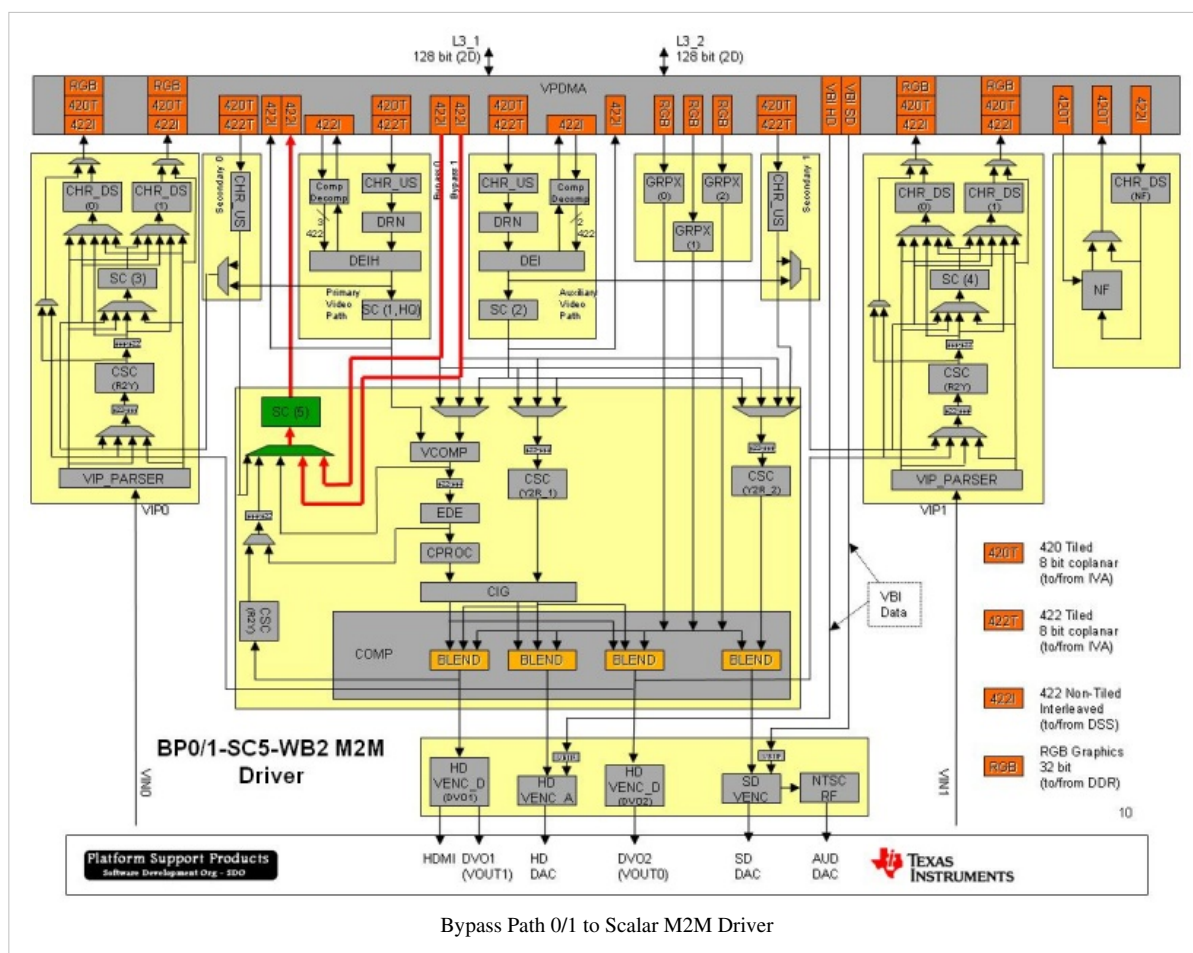 L3_1
128 bit (2D)
L3_2
128 bit (2D)
VPDMA
RGB
420T
422I
RGB
420T
422I
420T
422T
422I
422I
422I
420T
422T
422I
422I
420T
422T
422I
422I
RGB
RGB
RGB
420T
422T
VBI HD
VBI SD
RGB
420T
422I
RGB
420T
422I
420T
420T
422I
CHR_DS
(0)
CHR_DS
(1)
SC (3)
CSC
(R2Y)
VIP_PARSER
VIP0
Secondary 0
CHR_US
Comp
Decomp
3
422
CHR_US
DRN
DEIH
Primary
Video
Path
SC (1,HQ)
Bypass 0
Bypass 1
CHR_US
DRN
DEI
SC (2)
Comp
Decomp
2
422
Auxiliary
Video
Path
GRPX
(0)
GRPX
(1)
GRPX
(2)
CHR_US
Secondary 1
CHR_DS
(0)
CHR_DS
(1)
SC (4)
CSC
(R2Y)
VIP_PARSER
VIP1
CHR_DS
(NF)
NF
SC (5)
VCOMP
EDE
CPROC
CIG
CSC
(Y2R_1)
CSC
(Y2R_2)
CSC
(R2Y)
COMP
BLEND
BLEND
BLEND
BLEND
VBI
Data
420T
420 Tiled
8 bit coplanar
(to/from IVA)
422T
422 Tiled
8 bit coplanar
(to/from IVA)
422I
422 Non-Tiled
Interleaved
(to/from DSS)
RGB
RGB Graphics
32 bit
(to/from DDR)
10
BP0/1-SC5-WB2 M2M
Driver
HD
VENC_D
(DVO1)
HD
VENC_A
HD
VENC_D
(DVO2)
SD
VENC
NTSC
RF
VIN0
VIN1
Platform Support Products
Software Development Org - SDO
HDMI
DVO1
(VOUT1)
HD
DAC
DVO2
(VOUT0)
SD
DAC
AUD
DAC
TEXAS
INSTRUMENTS
Bypass Path 0/1 to Scalar M2M Driver